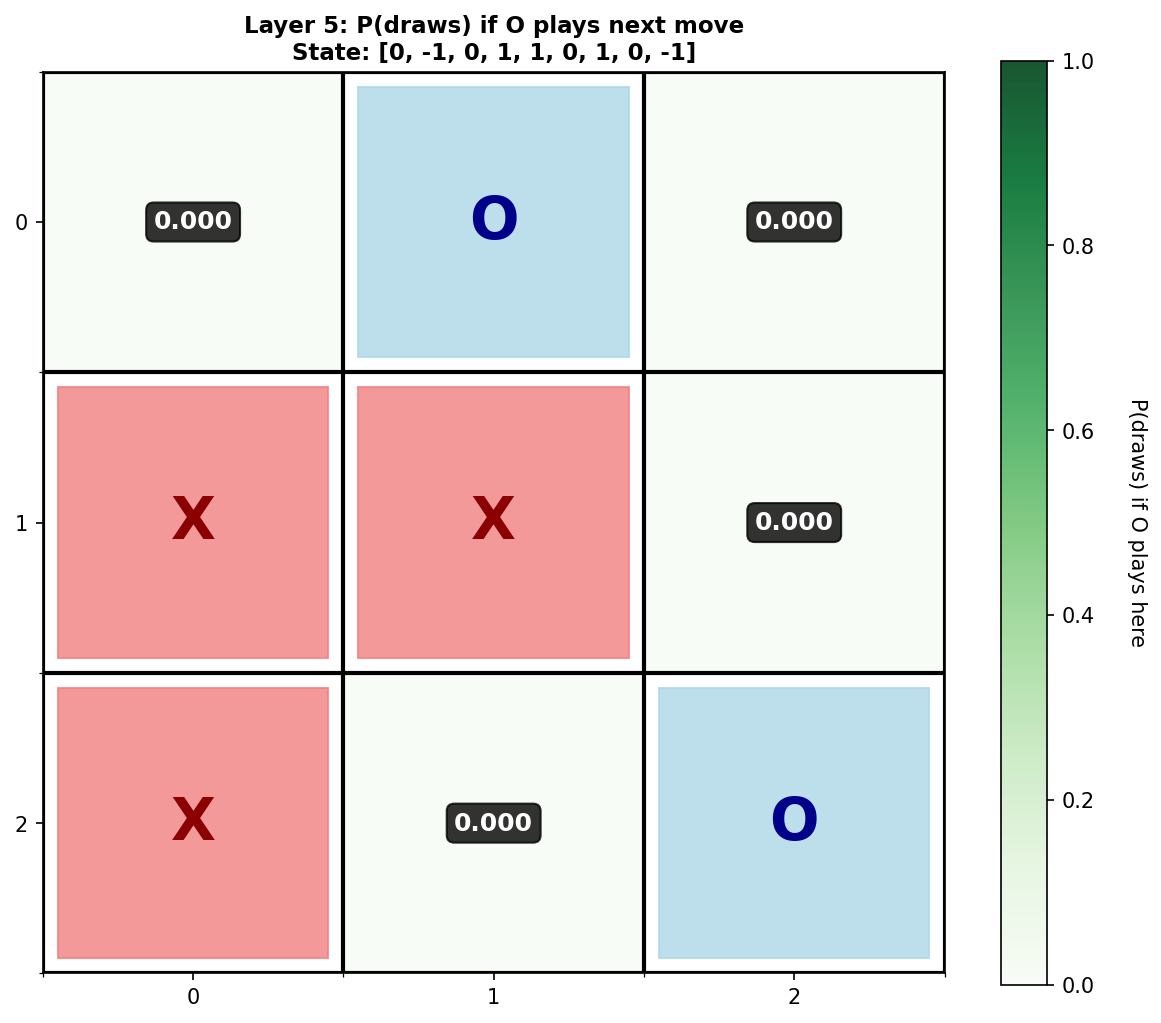 Layer 5: P(draws) if O plays next move
State: [0, -1, 0, 1, 1, 0, 1, 0, -1]
1.0
0.8
0.6
0.4
0.2
0.0
P(draws) if O plays here
0
0.000
O
0.000
1
X
X
0.000
2
X
0.000
O
0
1
2